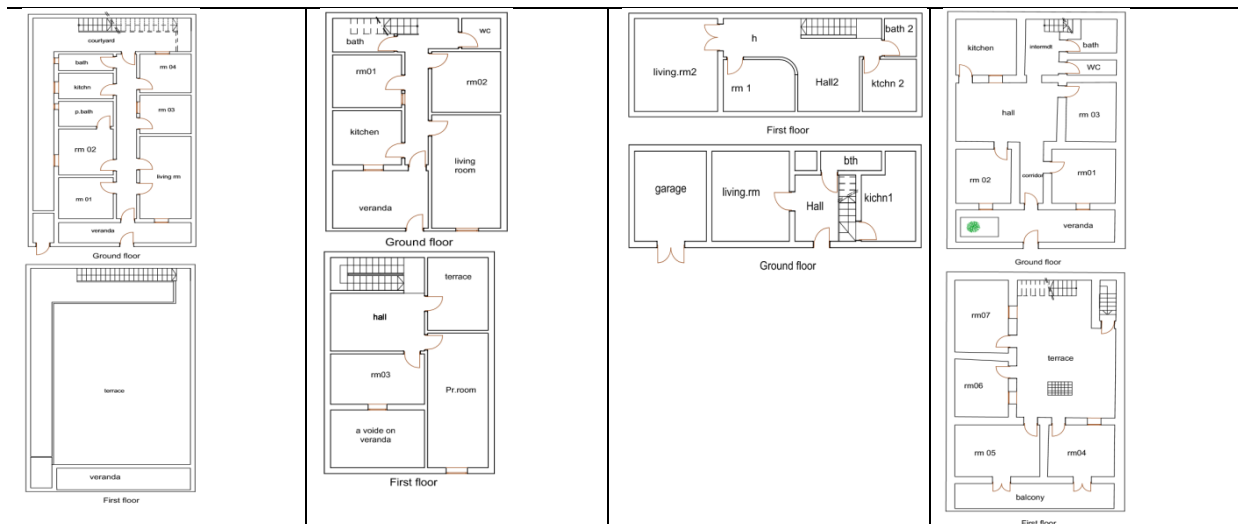 courtyard
bath
rm 04
kitchn
p.bath
rm 03
rm 02
living rm
rm 01
veranda
Ground floor
terrace
veranda
First floor
bath
wc
rm01
rm02
kitchen
living
room
veranda
Ground floor
terrace
hall
rm03
Pr.room
a voide on
veranda
First floor
h
bath 2
living.rm2
rm 1
Hall2
ktchn 2
First floor
bth
garage
living.rm
Hall
kichn1
Ground floor
kitchen
intermdt
bath
WC
hall
rm 03
rm 02
corridor
rm01
veranda
Ground floor
rm07
terrace
rm06
rm 05
rm04
balcony
First floor